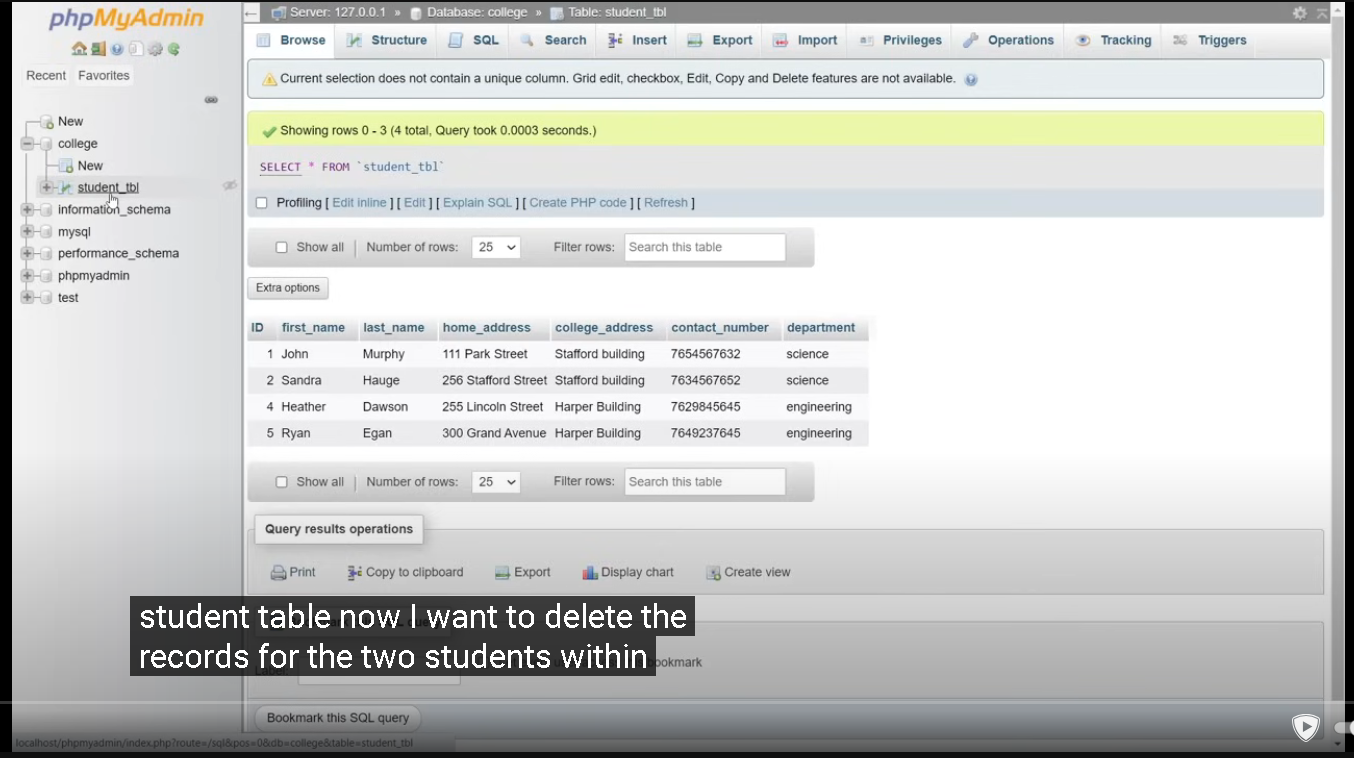 phpMyAdmin
Recent Favorites
New
college
New
student_tbl
information_schema
mysql
performance_schema
phpmyadmin
test
Server: 127.0.0.1 » Database: college » Table: student_tbl
Browse Structure SQL Search Insert Export Import Privileges Operations Tracking Triggers
Current selection does not contain a unique column. Grid edit, checkbox, Edit, Copy and Delete features are not available.
Showing rows 0 - 3 (4 total, Query took 0.0003 seconds.)
SELECT * FROM `student_tbl`
Profiling [ Edit inline ] [ Edit ] [ Explain SQL ] [ Create PHP code ] [ Refresh ]
Show all Number of rows: 25 Filter rows: Search this table
Extra options
ID first_name last_name home_address college_address contact_number department
1 John Murphy 111 Park Street Stafford building 7654567632 science
2 Sandra Hauge 256 Stafford Street Stafford building 7634567652 science
4 Heather Dawson 255 Lincoln Street Harper Building 7629845645 engineering
5 Ryan Egan 300 Grand Avenue Harper Building 7649237645 engineering
Show all Number of rows: 25 Filter rows: Search this table
Query results operations
Print Copy to clipboard Export Display chart Create view
student table now I want to delete the
records for the two students within
bookmark
Bookmark this SQL query
localhost/phpmyadmin/index.php?route=/sql&pos=0&db=college&table=student_tbl